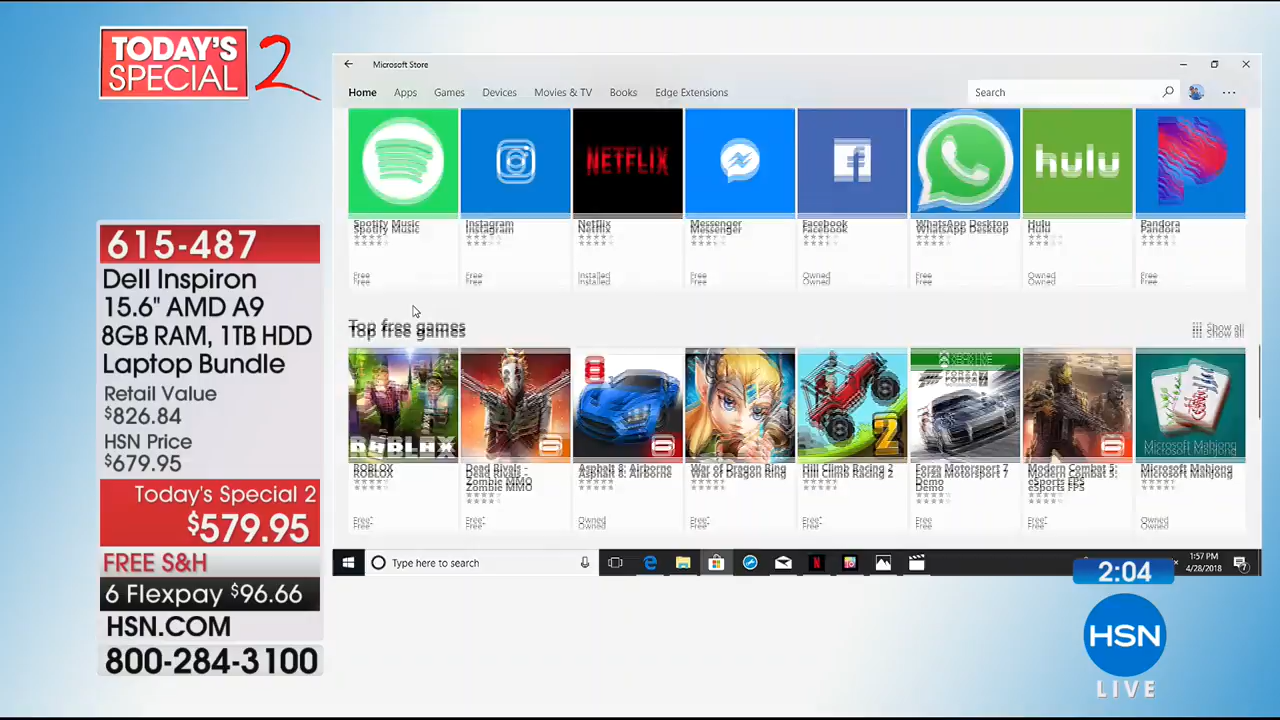 TODAY'S
SPECIAL 2
615-487
Dell Inspiron
15.6" AMD A9
8GB RAM, 1TB HDD
Laptop Bundle
Retail Value
$826.84
HSN Price
$679.95
Today's Special 2
$579.95
FREE S&H
6 Flexpay $96.66
HSN.COM
800-284-3100
Microsoft Store
Home Apps Games Devices Movies & TV Books Edge Extensions Search
NETFLIX hulu
Spotify Music Instagram Netflix Messenger Facebook WhatsApp Desktop Hulu Pandora
Free Free Installed Free Owned Free Owned Free
Top free games Show all
XBOX LIVE
FORZA
8
2
ROBLOX
Microsoft Mahjong
ROBLOX Dead Rivals - Zombie MMO Asphalt 8: Airborne War of Dragon Ring Hill Climb Racing 2 Forza Motorsport 7 Demo Modern Combat 5: eSports FPS Microsoft Mahjong
Free+ Free+ Owned Free+ Free+ Free Free+ Owned
Type here to search
1:57 PM
4/28/2018
2:04
HSN
LIVE